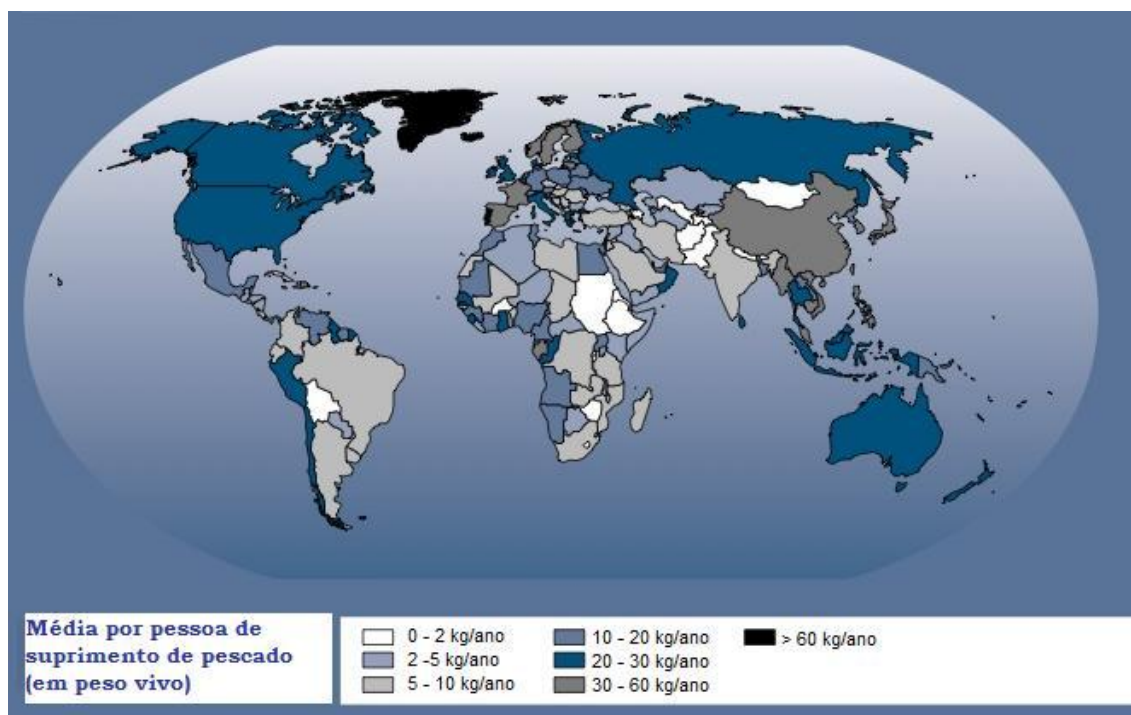 Média por pessoa de
suprimento de pescado
(em peso vivo)
0 - 2 kg/ano
2 -5 kg/ano
5 - 10 kg/ano
10 - 20 kg/ano
20 - 30 kg/ano
30 - 60 kg/ano
> 60 kg/ano